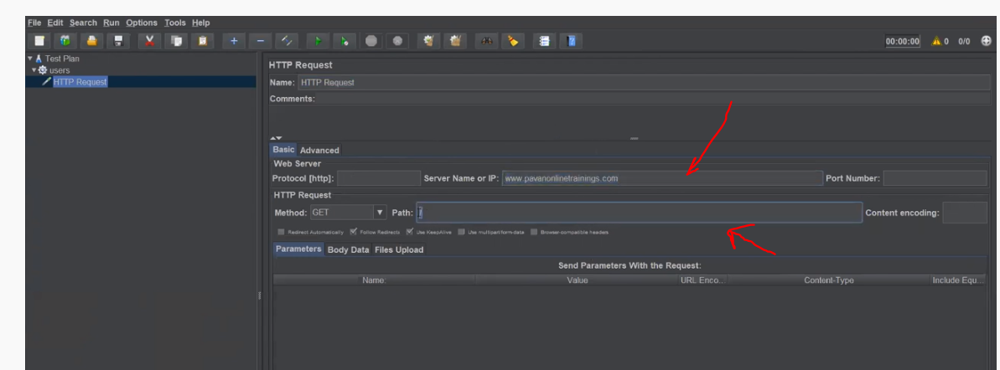 File Edit Search Run Options Tools Help
00:00:00 0 0/0
Test Plan
users
HTTP Request
HTTP Request
Name: HTTP Request
Comments:
Basic Advanced
Web Server
Protocol [http]: Server Name or IP: www.pavanonlinetrainings.com Port Number:
HTTP Request
Method: GET Path: / Content encoding:
Redirect Automatically Follow Redirects Use KeepAlive Use multipart/form-data Browser-compatible headers
Parameters Body Data Files Upload
Send Parameters With the Request:
Name: Value URL Enco... Content-Type Include Equ...